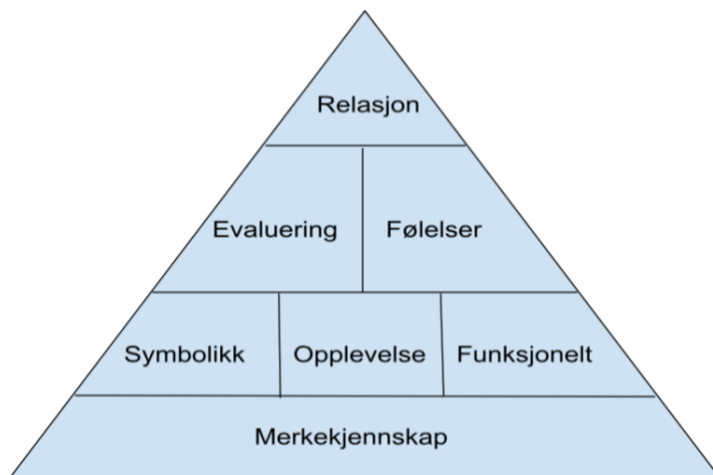 Relasjon
Evaluering Følelser
Symbolikk Opplevelse Funksjonelt
Merkekjennskap